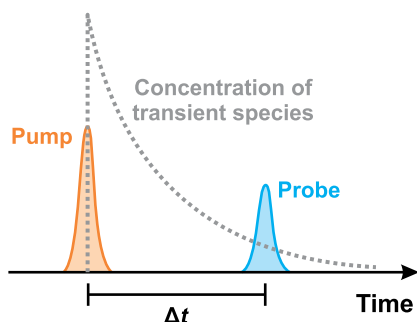 Concentration of
transient species
Pump
Probe
Δt
Time